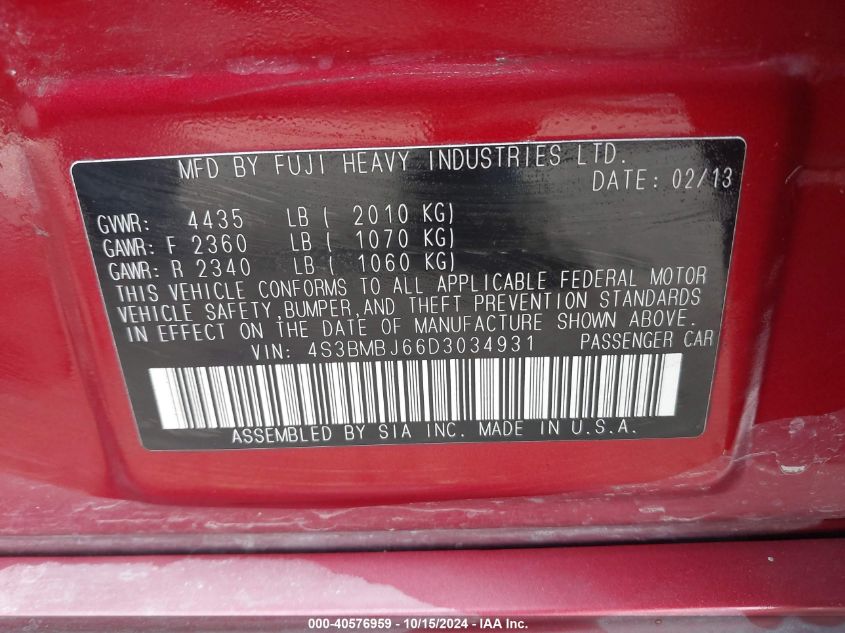 MFD BY FUJI HEAVY INDUSTRIES LTD.
DATE: 02/13
GVWR: 4435 LB ( 2010 KG)
GAWR: F 2360 LB ( 1070 KG)
GAWR: R 2340 LB ( 1060 KG)
THIS VEHICLE CONFORMS TO ALL APPLICABLE FEDERAL MOTOR
VEHICLE SAFETY, BUMPER, AND THEFT PREVENTION STANDARDS
IN EFFECT ON THE DATE OF MANUFACTURE SHOWN ABOVE.
VIN: 4S3BMBJ66D3034931 PASSENGER CAR
ASSEMBLED BY SIA INC. MADE IN U.S.A.
000-40576959 - 10/15/2024 - IAAI Inc.